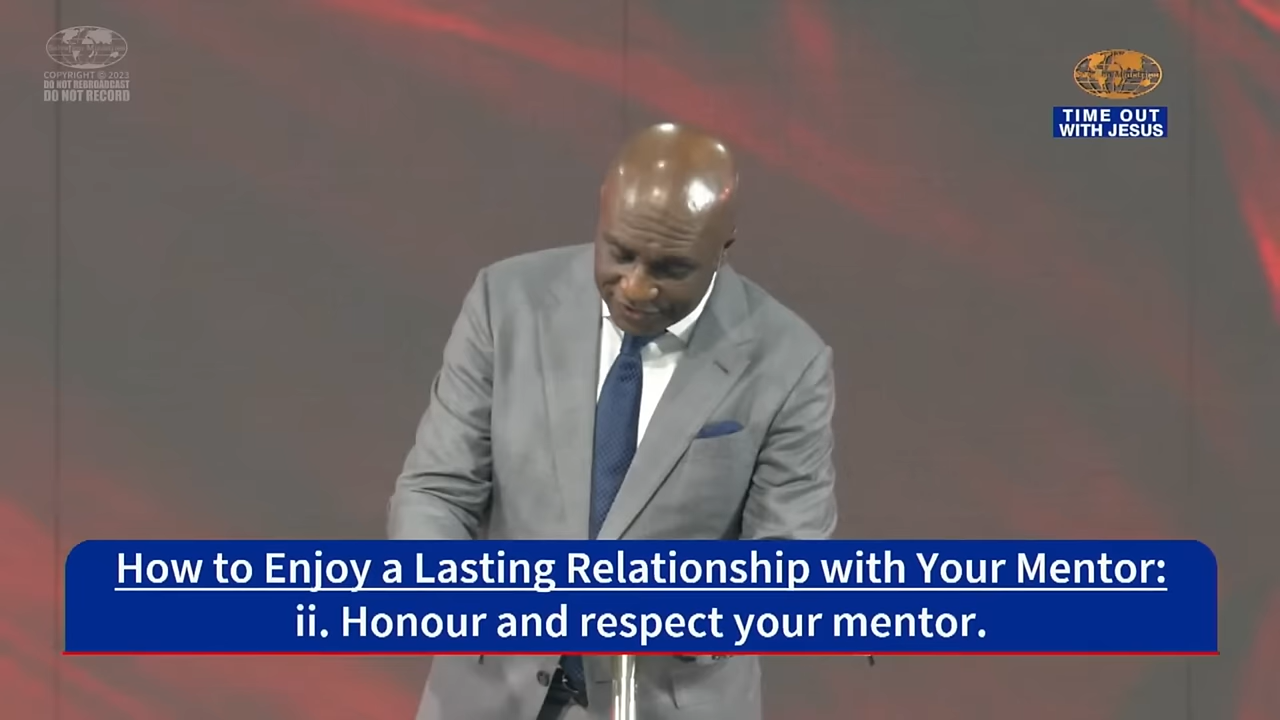 COPYRIGHT © 2023
DO NOT REBROADCAST
DO NOT RECORD
TIME OUT
WITH JESUS
How to Enjoy a Lasting Relationship with Your Mentor:
ii. Honour and respect your mentor.